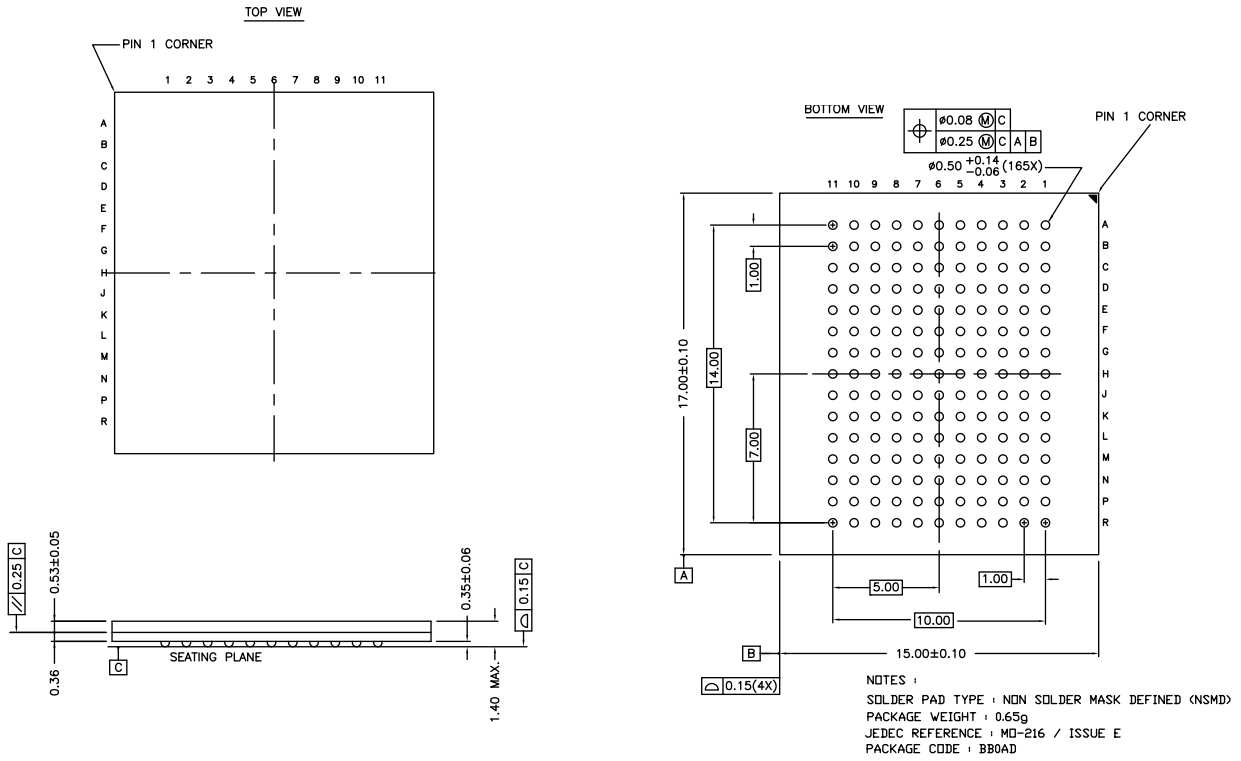 TOP VIEW
PIN 1 CORNER
1 2 3 4 5 6 7 8 9 10 11
A
B
C
D
E
F
G
H
J
K
L
M
N
P
R
BOTTOM VIEW
ø0.08 Ⓜ C
ø0.25 Ⓜ C A B
PIN 1 CORNER
ø0.50 +0.14 -0.06 (165X)
11 10 9 8 7 6 5 4 3 2 1
A
B
C
D
E
F
G
H
J
K
L
M
N
P
R
1.00
17.00±0.10
14.00
7.00
A
5.00
1.00
10.00
B
15.00±0.10
0.15(4X)
0.25 C
0.53±0.05
0.36
C
SEATING PLANE
0.35±0.06
0.15 C
1.40 MAX.
NOTES :
SOLDER PAD TYPE : NON SOLDER MASK DEFINED (NSMD)
PACKAGE WEIGHT : 0.65g
JEDEC REFERENCE : MO-216 / ISSUE E
PACKAGE CODE : BB0AD